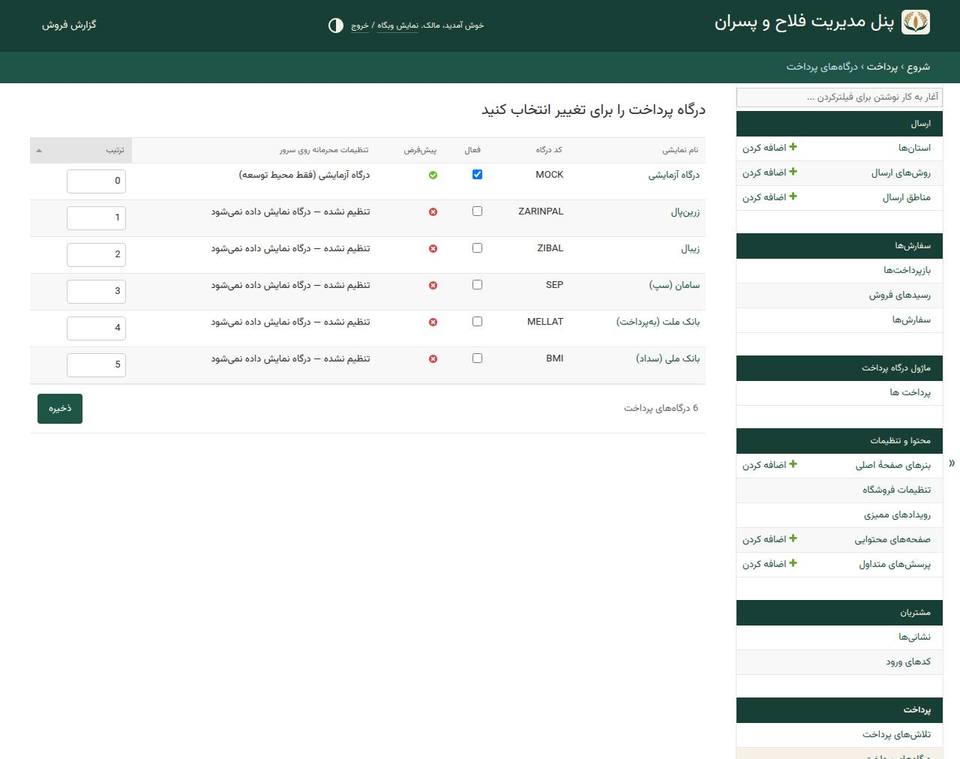 پنل مدیریت فلاح و پسران
خوش آمدید، مالک. نمایش وبگاه / خروج
گزارش فروش
شروع › پرداخت › درگاه‌های پرداخت
آغار به کار نوشتن برای فیلترکردن ...
ارسال
استان‌ها اضافه کردن
روش‌های ارسال اضافه کردن
مناطق ارسال اضافه کردن
سفارش‌ها
بازپرداخت‌ها
رسیدهای فروش
سفارش‌ها
ماژول درگاه پرداخت
پرداخت ها
محتوا و تنظیمات
بنرهای صفحهٔ اصلی اضافه کردن
تنظیمات فروشگاه
رویدادهای ممیزی
صفحه‌های محتوایی اضافه کردن
پرسش‌های متداول اضافه کردن
مشتریان
نشانی‌ها
کدهای ورود
پرداخت
تلاش‌های پرداخت
»
درگاه پرداخت را برای تغییر انتخاب کنید
نام نمایشی کد درگاه فعال پیش‌فرض تنظیمات محرمانه روی سرور ترتیب
درگاه آزمایشی MOCK درگاه آزمایشی (فقط محیط توسعه) 0
زرین‌پال ZARINPAL تنظیم نشده — درگاه نمایش داده نمی‌شود 1
زیبال ZIBAL تنظیم نشده — درگاه نمایش داده نمی‌شود 2
سامان (سپ) SEP تنظیم نشده — درگاه نمایش داده نمی‌شود 3
بانک ملت (به‌پرداخت) MELLAT تنظیم نشده — درگاه نمایش داده نمی‌شود 4
بانک ملی (سداد) BMI تنظیم نشده — درگاه نمایش داده نمی‌شود 5
6 درگاه‌های پرداخت
ذخیره